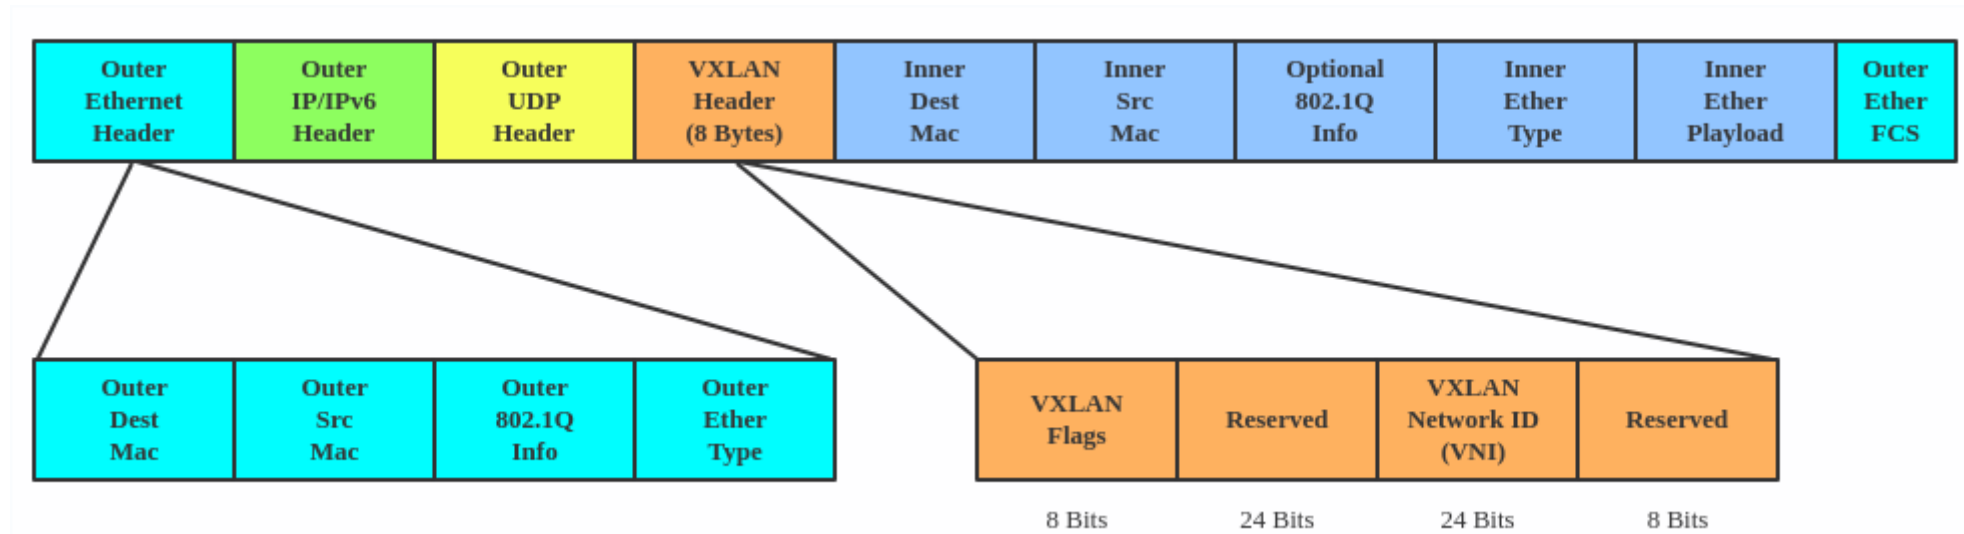 Outer
Ethernet
Header
Outer
IP/IPv6
Header
Outer
UDP
Header
VXLAN
Header
(8 Bytes)
Inner
Dest
Mac
Inner
Src
Mac
Optional
802.1Q
Info
Inner
Ether
Type
Inner
Ether
Playload
Outer
Ether
FCS
Outer
Dest
Mac
Outer
Src
Mac
Outer
802.1Q
Info
Outer
Ether
Type
VXLAN
Flags
Reserved
VXLAN
Network ID
(VNI)
Reserved
8 Bits
24 Bits
24 Bits
8 Bits